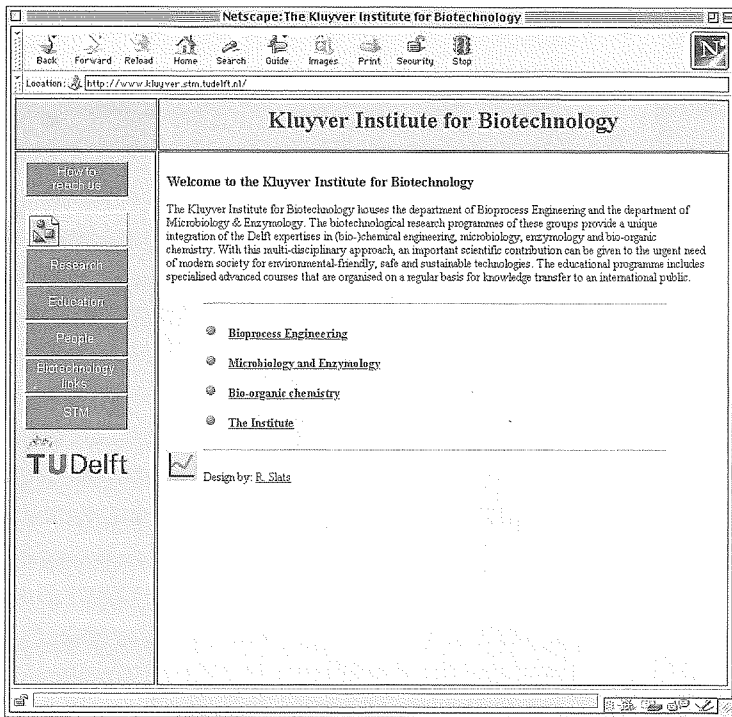 Netscape: The Kluyver Institute for Biotechnology
Back Forward Reload Home Search Guide Images Print Security Stop
N
Location: http://www.kluyver.stm.tudelft.nl/
Kluyver Institute for Biotechnology
How to
reach us
Research
Education
People
Biotechnology
links
STM
TUDelft
Welcome to the Kluyver Institute for Biotechnology
The Kluyver Institute for Biotechnology houses the department of Bioprocess Engineering and the department of
Microbiology & Enzymology. The biotechnological research programmes of these groups provide a unique
integration of the Delft expertises in (bio-)chemical engineering, microbiology, enzymology and bio-organic
chemistry. With this multi-disciplinary approach, an important scientific contribution can be given to the urgent need
of modern society for environmental-friendly, safe and sustainable technologies. The educational programme includes
specialised advanced courses that are organised on a regular basis for knowledge transfer to an international public.
Bioprocess Engineering
Microbiology and Enzymology
Bio-organic chemistry
The Institute
Design by: R. Slats